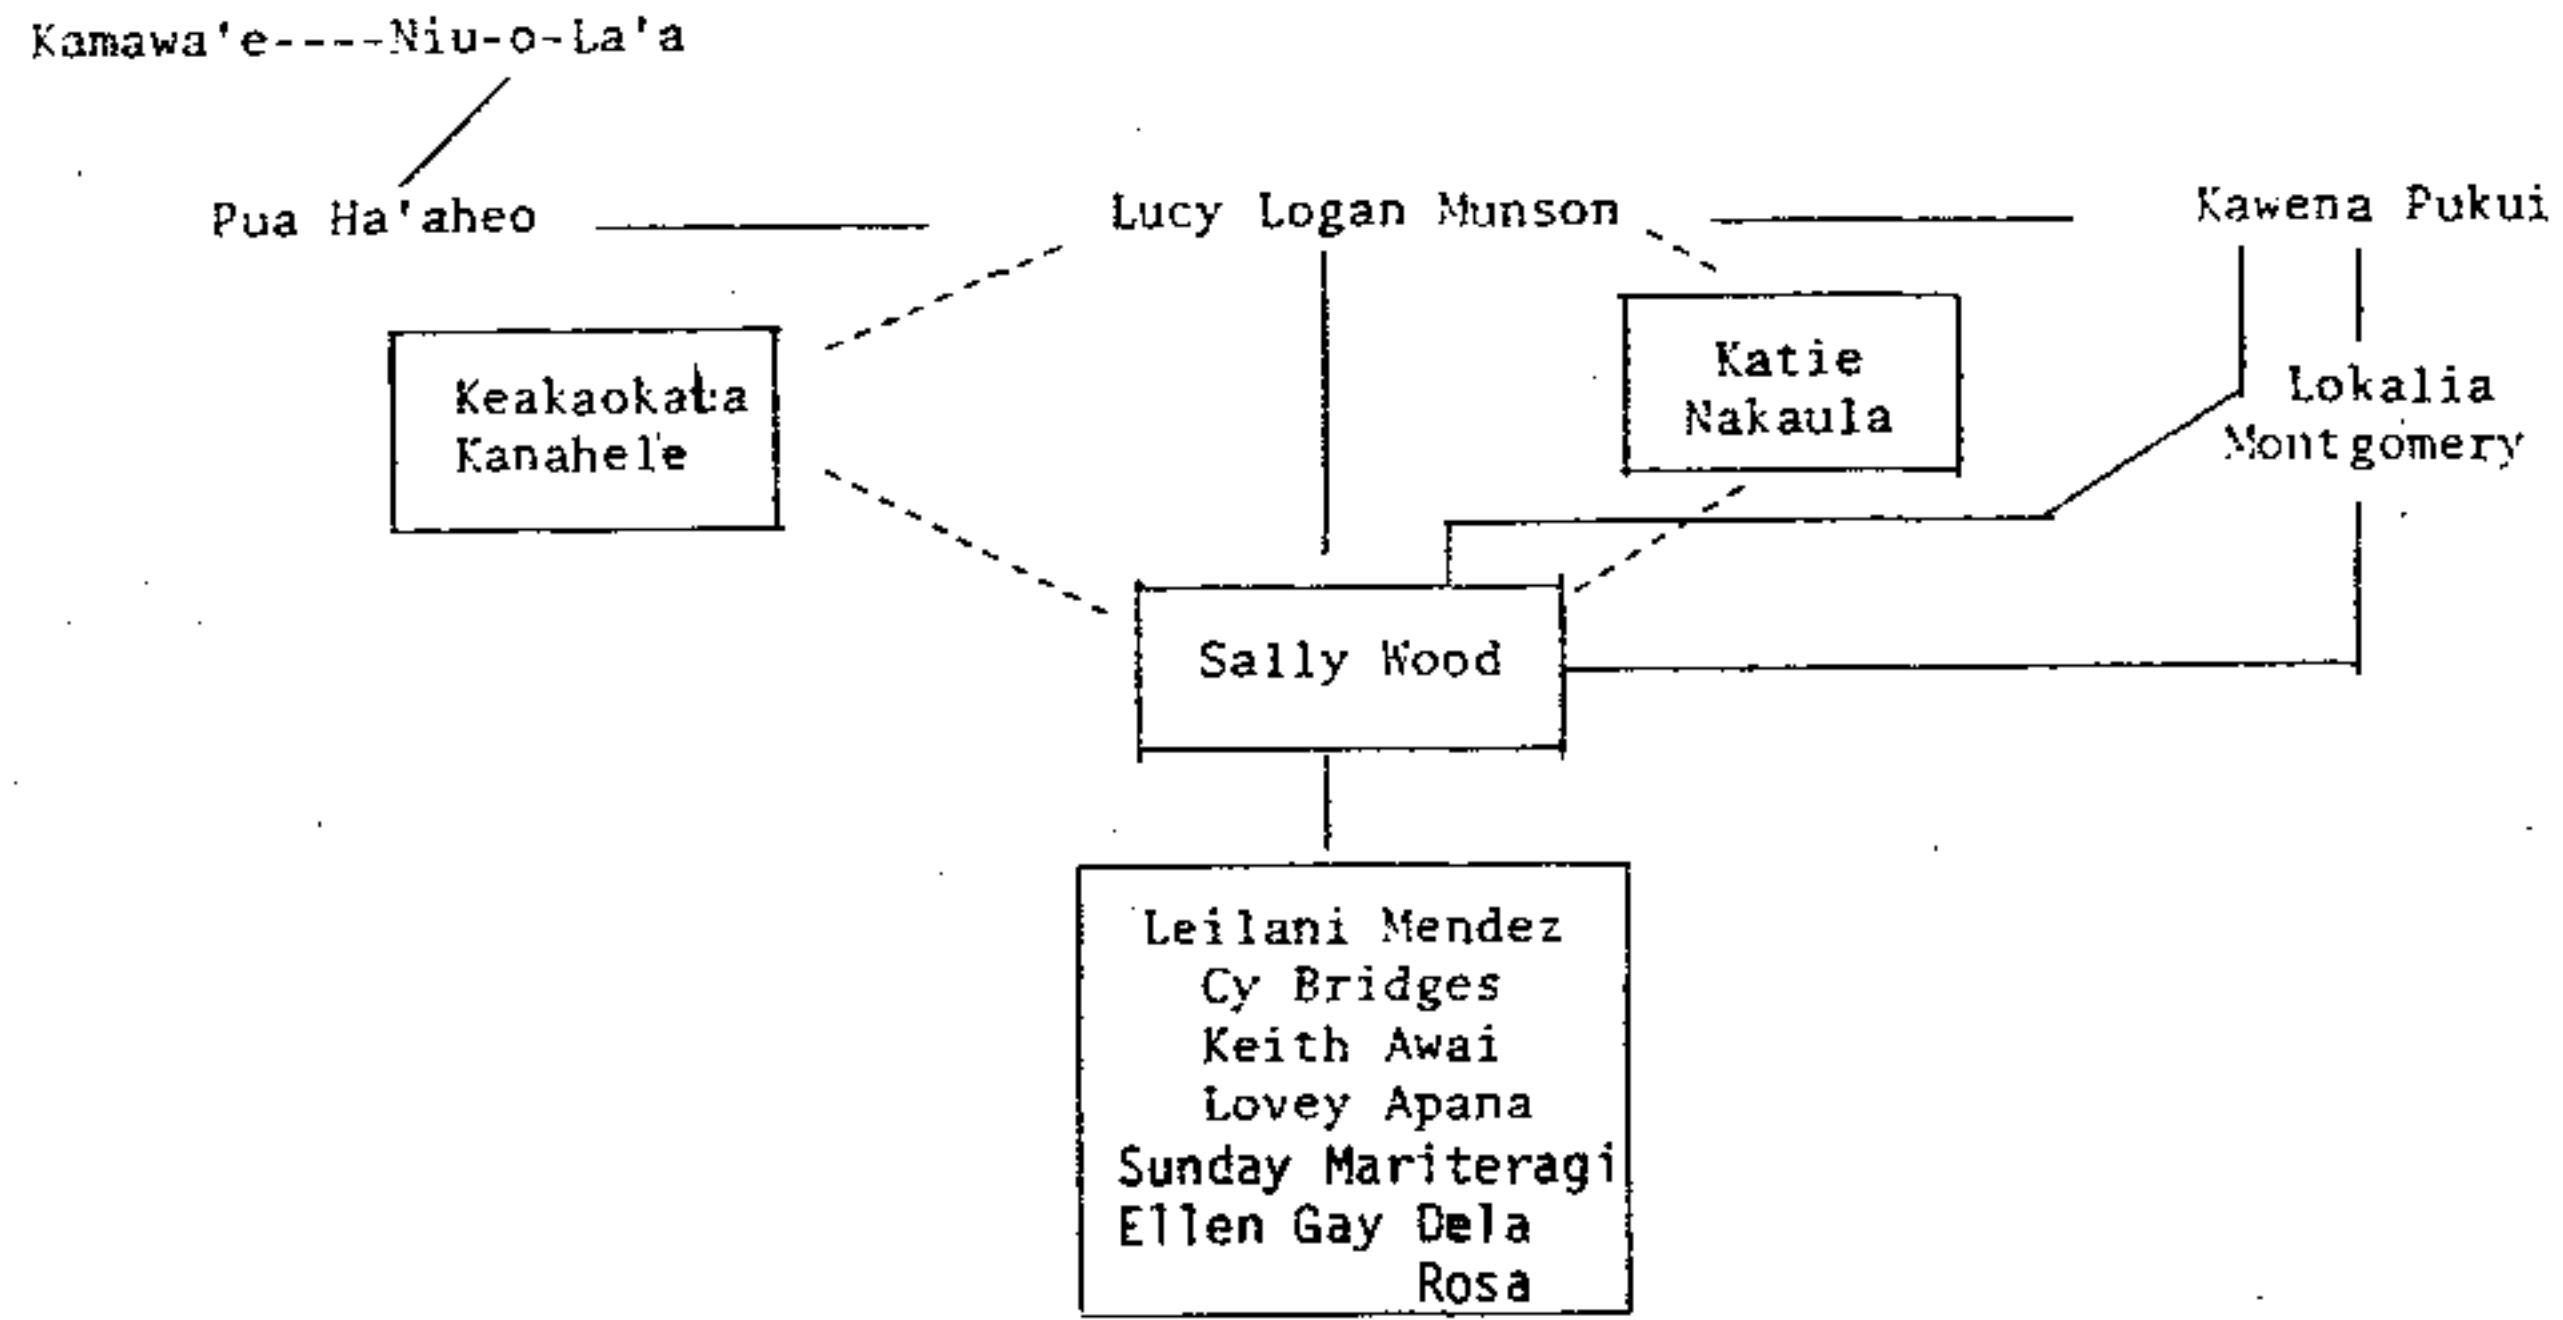 Kamawa'e----Niu-o-La'a
Pua Ha'aheo
Lucy Logan Munson
Kawena Pukui
Kanahele
Katie
Nakaula
Lokalia
Montgomery
Sally Wood
Leilani Mendez
Cy Bridges
Keith Awai
Lovey Apana
Sunday Mariteragi
Ellen Gay Dela
Rosa